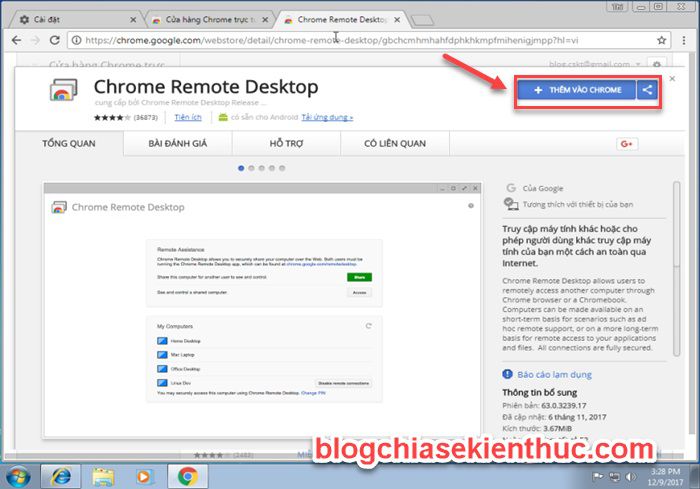 Cài đặt
Cửa hàng Chrome trực tu
Chrome Remote Desktop
https://chrome.google.com/webstore/detail/chrome-remote-desktop/gbchcmhmhahfdphkhkmpfmihenigjmpp?hl=vi
Cửa hàng Chrome trực
blog.cskt@gmail.com
Chrome Remote Desktop
cung cấp bởi Chrome Remote Desktop Release ...
(36873)
Tiện ích
có sẵn cho Android
Tải ứng dụng »
THÊM VÀO CHROME
TỔNG QUAN
BÀI ĐÁNH GIÁ
HỖ TRỢ
CÓ LIÊN QUAN
G+
Chrome Remote Desktop
Remote Assistance
Chrome Remote Desktop allows you to securely share your computer over the Web. Both users must be
running the Chrome Remote Desktop app, which can be found at chrome.google.com/remotedesktop.
Share this computer for another user to see and control.
Share
See and control a shared computer.
Access
My Computers
Home Desktop
Mac Laptop
Office Desktop
Linux Dev
Disable remote connections
You may securely access this computer using Chrome Remote Desktop. Change PIN
Của Google
Tương thích với thiết bị của bạn
Truy cập máy tính khác hoặc cho
phép người dùng khác truy cập máy
tính của bạn một cách an toàn qua
Internet.
Chrome Remote Desktop allows users to
remotely access another computer through
Chrome browser or a Chromebook.
Computers can be made available on an
short-term basis for scenarios such as ad
hoc remote support, or on a more long-term
basis for remote access to your applications
and files. All connections are fully secured.
Báo cáo lạm dụng
Thông tin bổ sung
Phiên bản: 63.0.3239.17
Đã cập nhật: 6 tháng 11, 2017
Kích thước: 3.67MiB
(2483)
blogchiasekienthuc.com
3:28 PM
12/9/2017